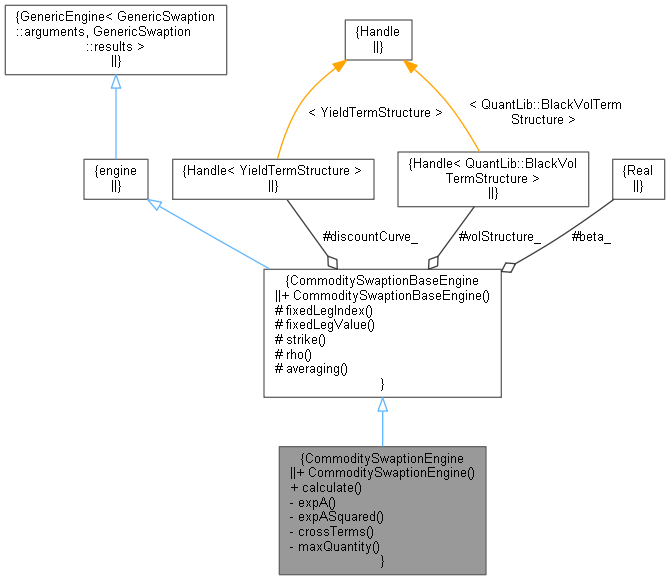 {GenericEngine< GenericSwaption
::arguments, GenericSwaption
::results >
||}
{Handle
||}
< YieldTermStructure >
< QuantLib::BlackVolTerm
Structure >
{engine
||}
{Handle< YieldTermStructure >
||}
{Handle< QuantLib::BlackVol
TermStructure >
||}
{Real
||}
#discountCurve_
#volStructure_
#beta_
{CommoditySwaptionBaseEngine
||+ CommoditySwaptionBaseEngine()
# fixedLegIndex()
# fixedLegValue()
# strike()
# rho()
# averaging()
}
{CommoditySwaptionEngine
||+ CommoditySwaptionEngine()
+ calculate()
- expA()
- expASquared()
- crossTerms()
- maxQuantity()
}